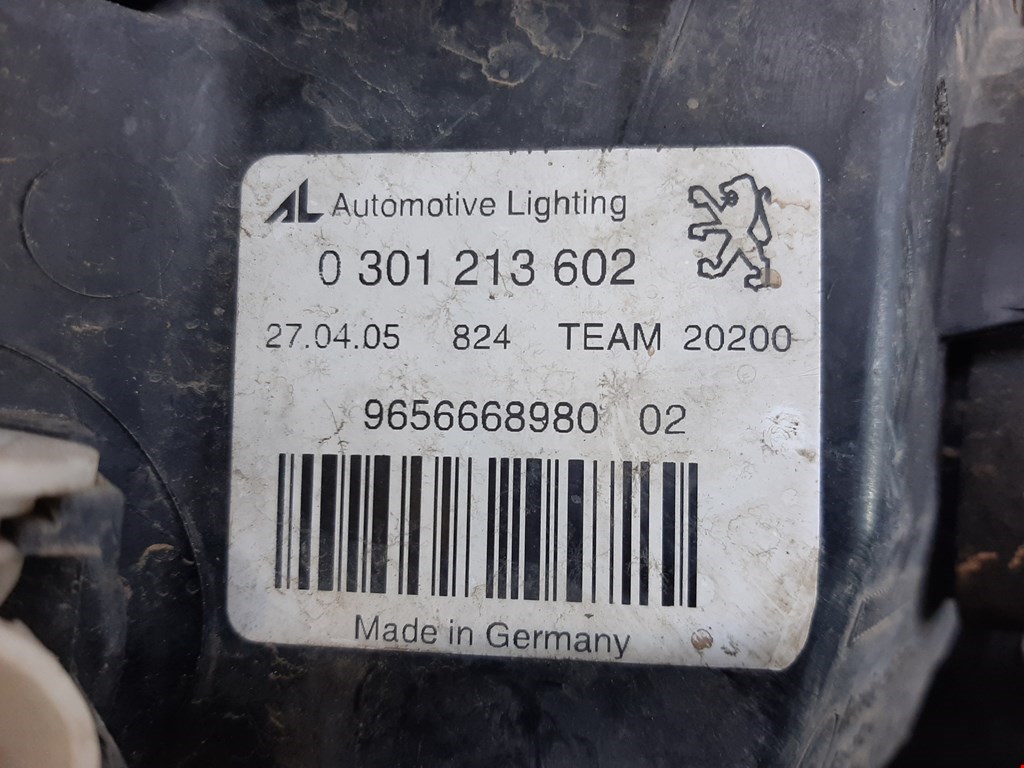 AL Automotive Lighting
0 301 213 602
27.04.05 824 TEAM 20200
9656668980 02
Made in Germany